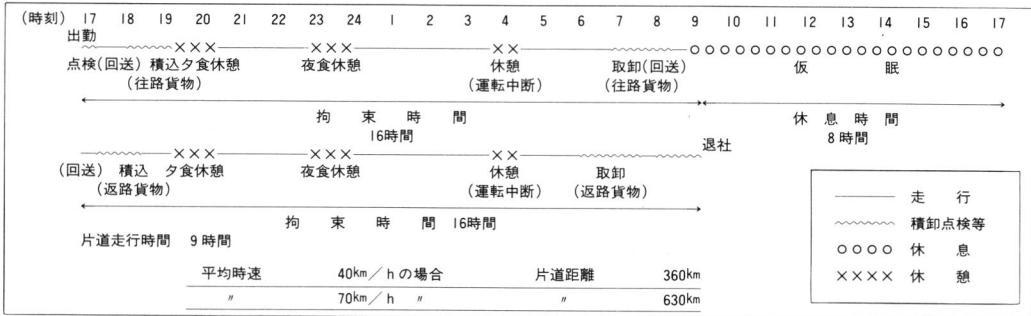 (時刻) 17 18 19 20 21 22 23 24 1 2 3 4 5 6 7 8 9 10 11 12 13 14 15 16 17
出勤
点検(回送) 積込夕食休憩 夜食休憩 休憩 取卸(回送) 仮 眠
(往路貨物) (運転中断) (往路貨物)
拘束時間 休息時間
16時間 8時間
退社
(回送) 積込 夕食休憩 夜食休憩 休憩 取卸
(返路貨物) (運転中断) (返路貨物)
拘束時間 16時間
片道走行時間 9時間
平均時速 40km/hの場合 片道距離 360km
〃 70km/h 〃 〃 630km
走行
積卸点検等
休息
休憩